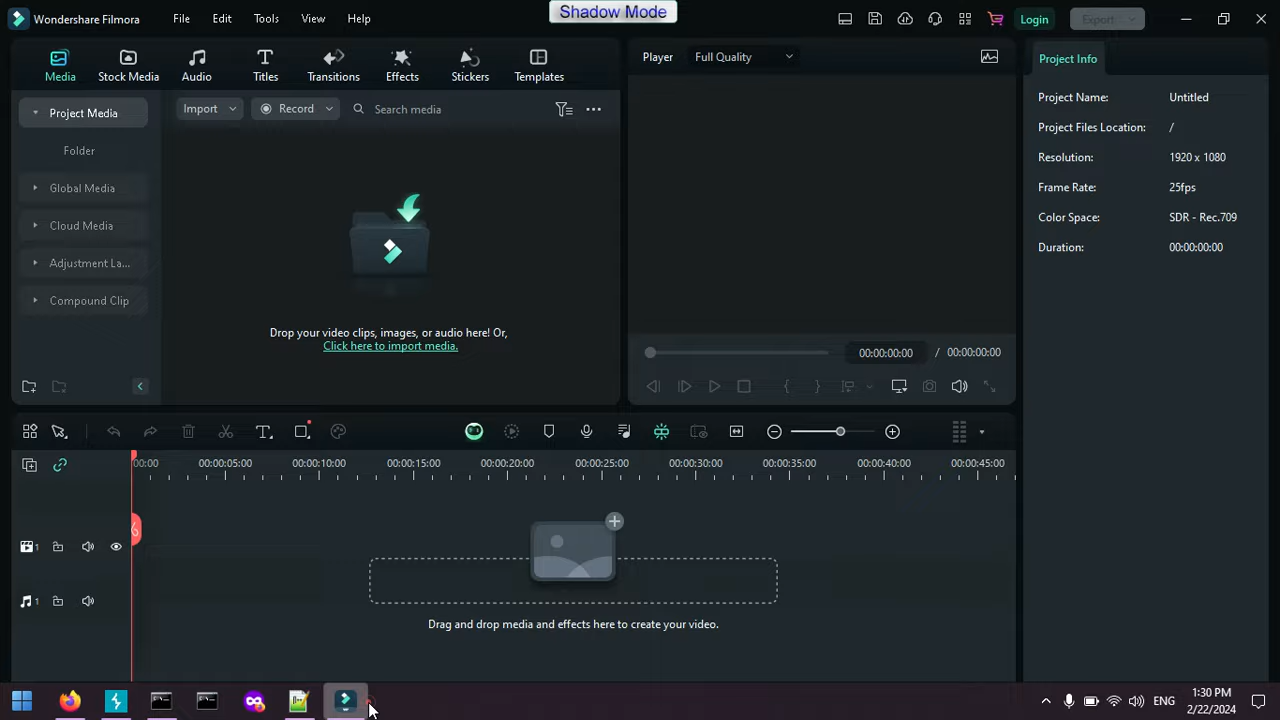 Wondershare Filmora
File
Edit
Tools
View
Help
Shadow Mode
Login
Export
Media
Stock Media
Audio
Titles
Transitions
Effects
Stickers
Templates
Player
Full Quality
Project Info
Project Media
Folder
Global Media
Cloud Media
Adjustment La...
Compound Clip
Import
Record
Search media
Drop your video clips, images, or audio here! Or,
Click here to import media.
00:00:00:00 / 00:00:00:00
Project Name: Untitled
Project Files Location: /
Resolution: 1920 x 1080
Frame Rate: 25fps
Color Space: SDR - Rec.709
Duration: 00:00:00:00
00:00 00:00:05:00 00:00:10:00 00:00:15:00 00:00:20:00 00:00:25:00 00:00:30:00 00:00:35:00 00:00:40:00 00:00:45:00
1
1
Drag and drop media and effects here to create your video.
ENG
1:30 PM
2/22/2024